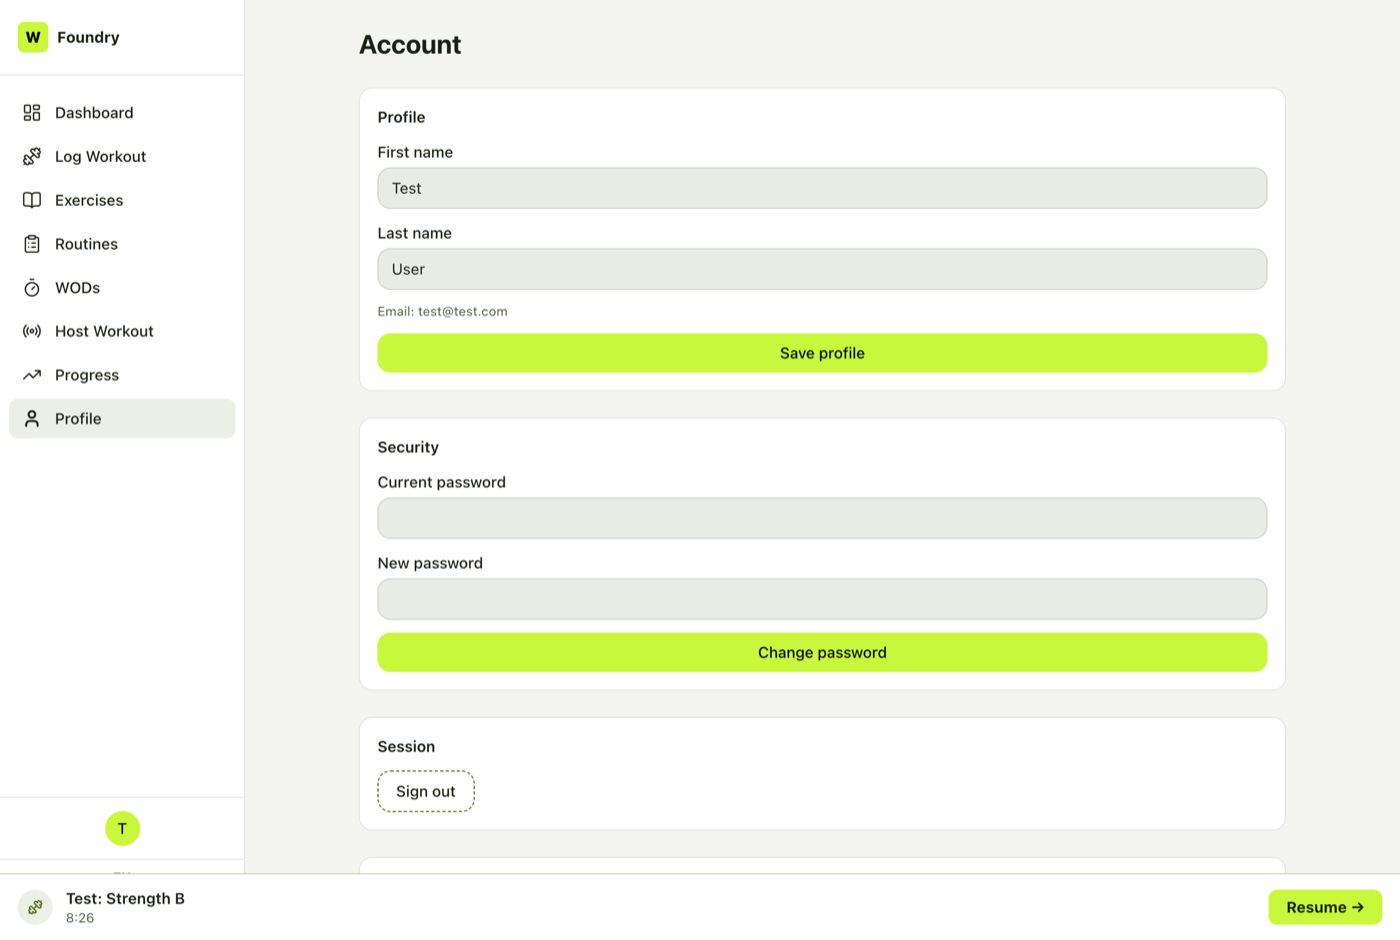 W Foundry
Dashboard
Log Workout
Exercises
Routines
WODs
Host Workout
Progress
Profile
T
Account
Profile
First name
Test
Last name
User
Email: test@test.com
Save profile
Security
Current password
New password
Change password
Session
Sign out
Test: Strength B
8:26
Resume →